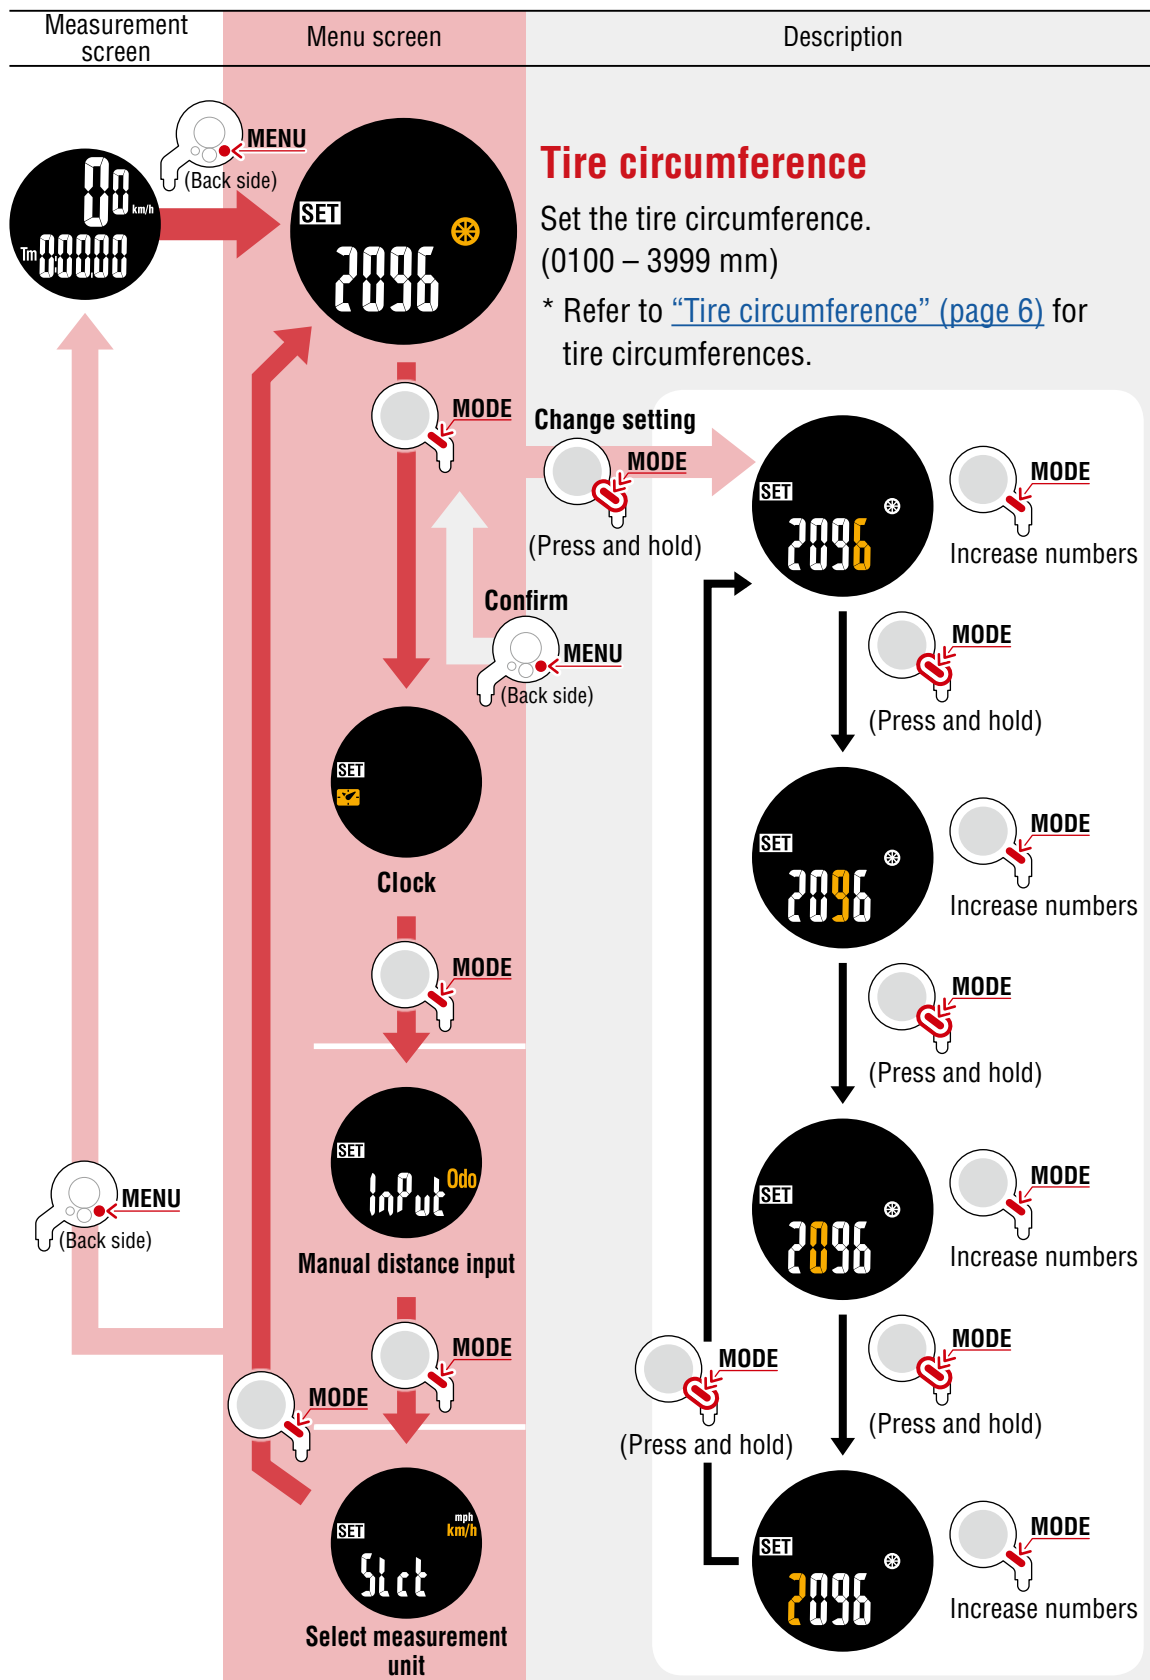 Measurement
screen
Menu screen
Description
MENU
(Back side)
0.0 km/h
Tm 0:00.00
SET
2096
Tire circumference
Set the tire circumference.
(0100 – 3999 mm)
* Refer to “Tire circumference” (page 6) for
tire circumferences.
MODE
Change setting
MODE
(Press and hold)
SET
2096
MODE
Increase numbers
Confirm
MENU
(Back side)
MODE
(Press and hold)
SET
Clock
SET
2096
MODE
Increase numbers
MODE
MODE
(Press and hold)
SET
Odo
inPut
Manual distance input
SET
2096
MODE
Increase numbers
MENU
(Back side)
MODE
MODE
MODE
(Press and hold)
MODE
(Press and hold)
SET
mph
km/h
Slct
Select measurement
unit
SET
2096
MODE
Increase numbers